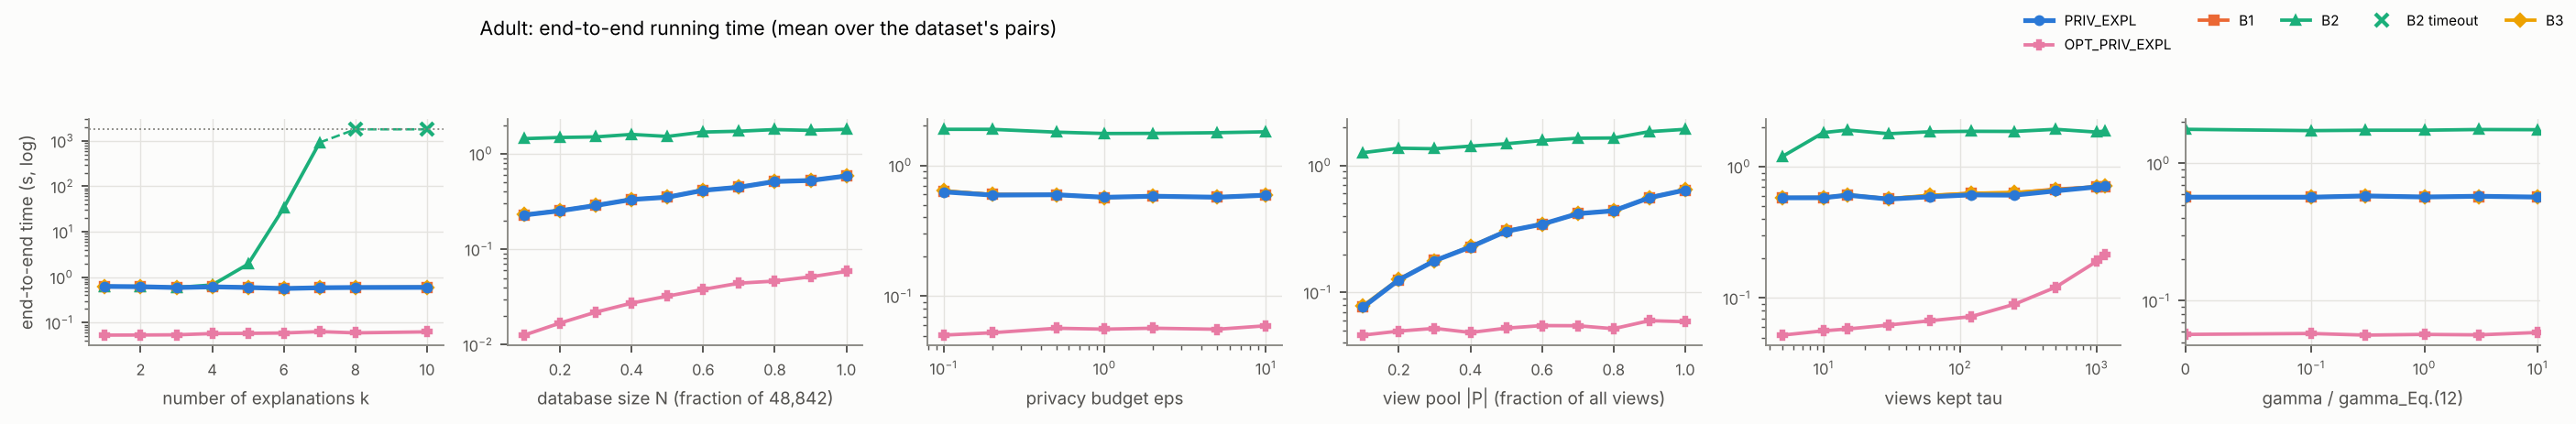 Adult: end-to-end running time (mean over the dataset's pairs)
PRIV_EXPL
B1
B2
B2 timeout
B3
OPT_PRIV_EXPL
end-to-end time (s, log)
10³
10²
10¹
10⁰
10⁻¹
2 4 6 8 10
number of explanations k
10⁰
10⁻¹
10⁻²
0.2 0.4 0.6 0.8 1.0
database size N (fraction of 48,842)
10⁰
10⁻¹
10⁻¹ 10⁰ 10¹
privacy budget eps
10⁰
10⁻¹
0.2 0.4 0.6 0.8 1.0
view pool |P| (fraction of all views)
10⁰
10⁻¹
10¹ 10² 10³
views kept tau
10⁰
10⁻¹
0 10⁻¹ 10⁰ 10¹
gamma / gamma_Eq.(12)